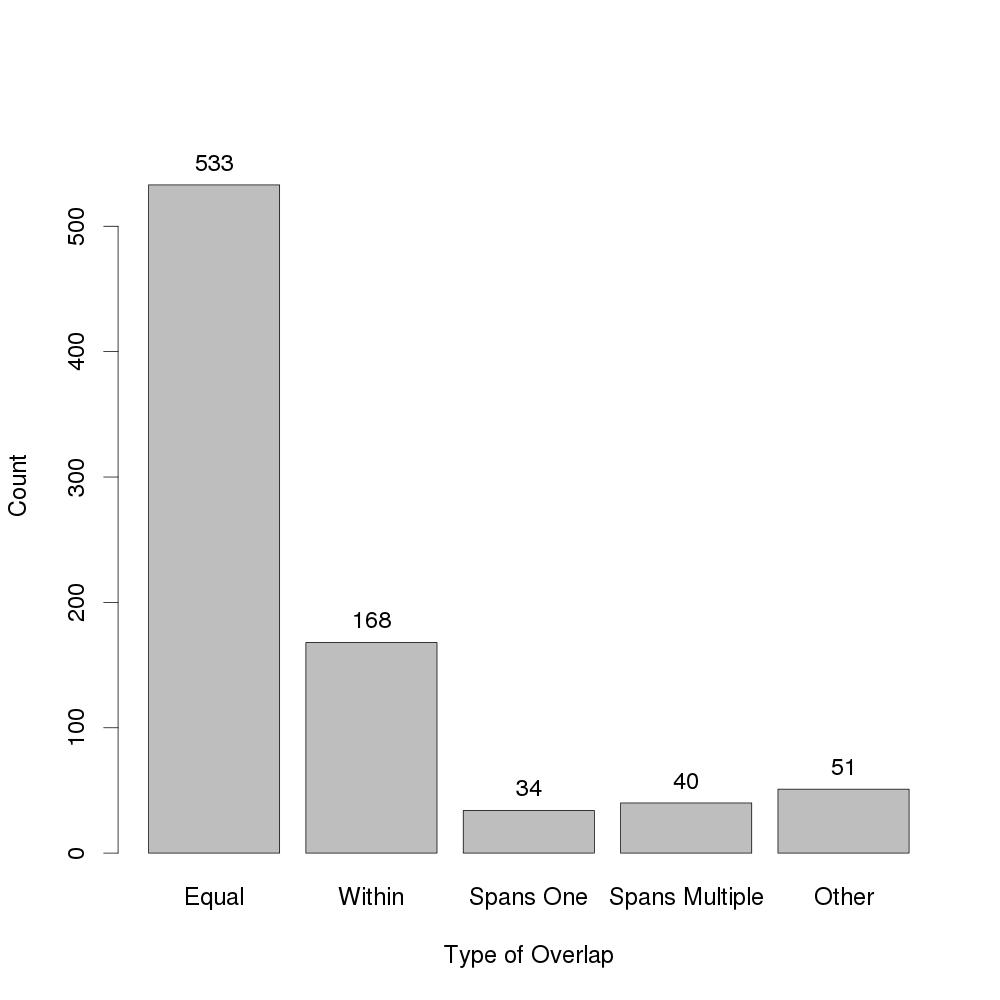 533
500
400
300
200
100
0
Count
168
34
40
51
Equal
Within
Spans One
Spans Multiple
Other
Type of Overlap